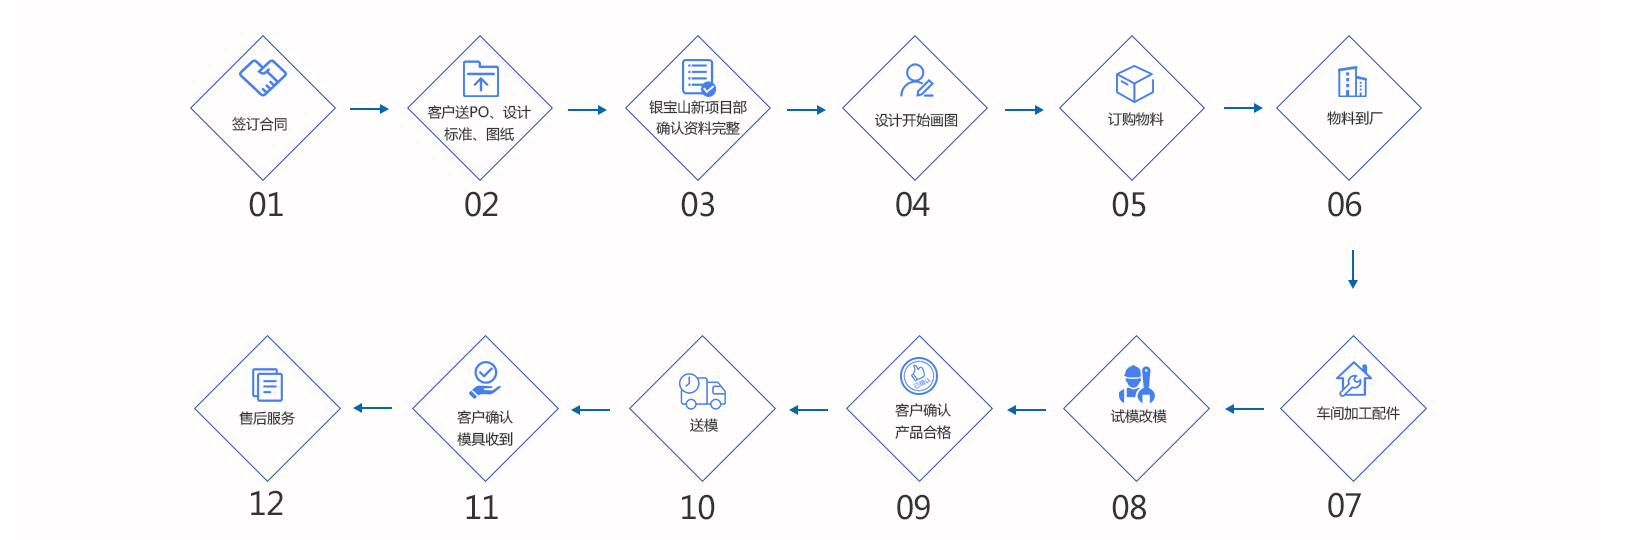 签订合同
01
客户送PO、设计
标准、图纸
02
银宝山新项目部
确认资料完整
03
设计开始画图
04
订购物料
05
物料到厂
06
车间加工配件
07
试模改模
08
已确认
客户确认
产品合格
09
送模
10
客户确认
模具收到
11
售后服务
12